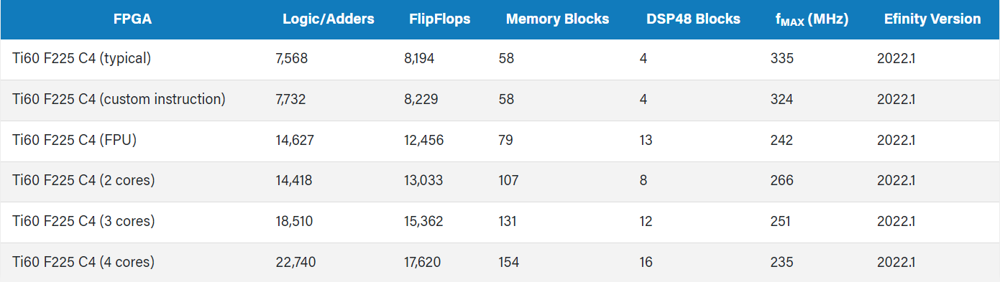 FPGA Logic/Adders FlipFlops Memory Blocks DSP48 Blocks fMAX (MHz) Efinity Version
Ti60 F225 C4 (typical) 7,568 8,194 58 4 335 2022.1
Ti60 F225 C4 (custom instruction) 7,732 8,229 58 4 324 2022.1
Ti60 F225 C4 (FPU) 14,627 12,456 79 13 242 2022.1
Ti60 F225 C4 (2 cores) 14,418 13,033 107 8 266 2022.1
Ti60 F225 C4 (3 cores) 18,510 15,362 131 12 251 2022.1
Ti60 F225 C4 (4 cores) 22,740 17,620 154 16 235 2022.1